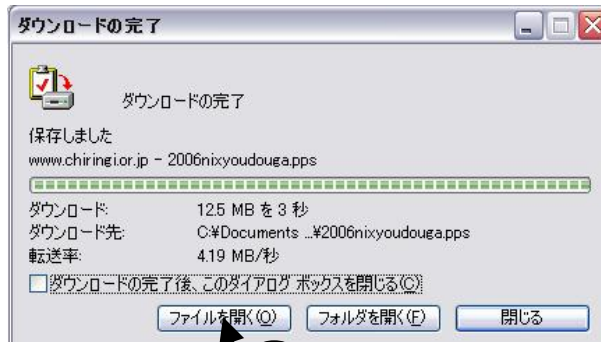 ダウンロードの完了
ダウンロードの完了
保存しました
www.chiringi.or.jp - 2006nixyoudouga.pps
ダウンロード: 12.5 MB を 3 秒
ダウンロード先: C:¥Documents ...¥2006nixyoudouga.pps
転送率: 4.19 MB/秒
ダウンロードの完了後、このダイアログ ボックスを閉じる(C)
ファイルを開く(O) フォルダを開く(F) 閉じる